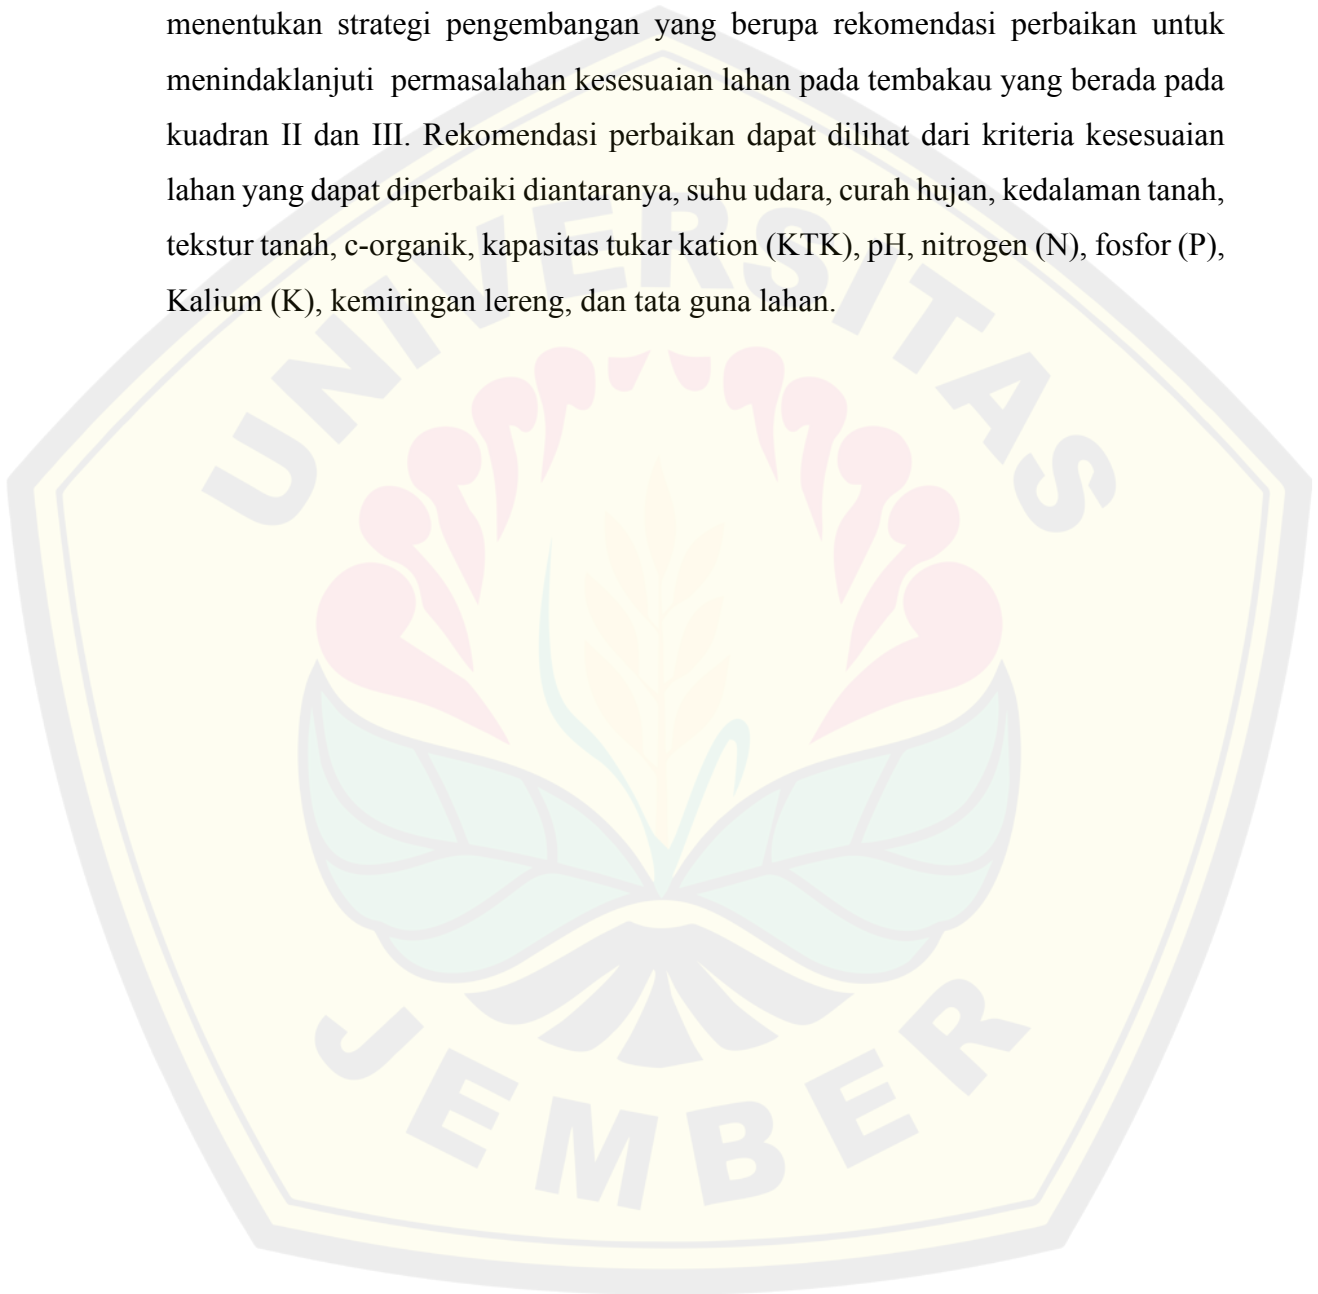 menentukan strategi pengembangan yang berupa rekomendasi perbaikan untuk
menindaklanjuti permasalahan kesesuaian lahan pada tembakau yang berada pada
kuadran II dan III. Rekomendasi perbaikan dapat dilihat dari kriteria kesesuaian
lahan yang dapat diperbaiki diantaranya, suhu udara, curah hujan, kedalaman tanah,
tekstur tanah, c-organik, kapasitas tukar kation (KTK), pH, nitrogen (N), fosfor (P),
Kalium (K), kemiringan lereng, dan tata guna lahan.
UNIVERSITAS
JEMBER